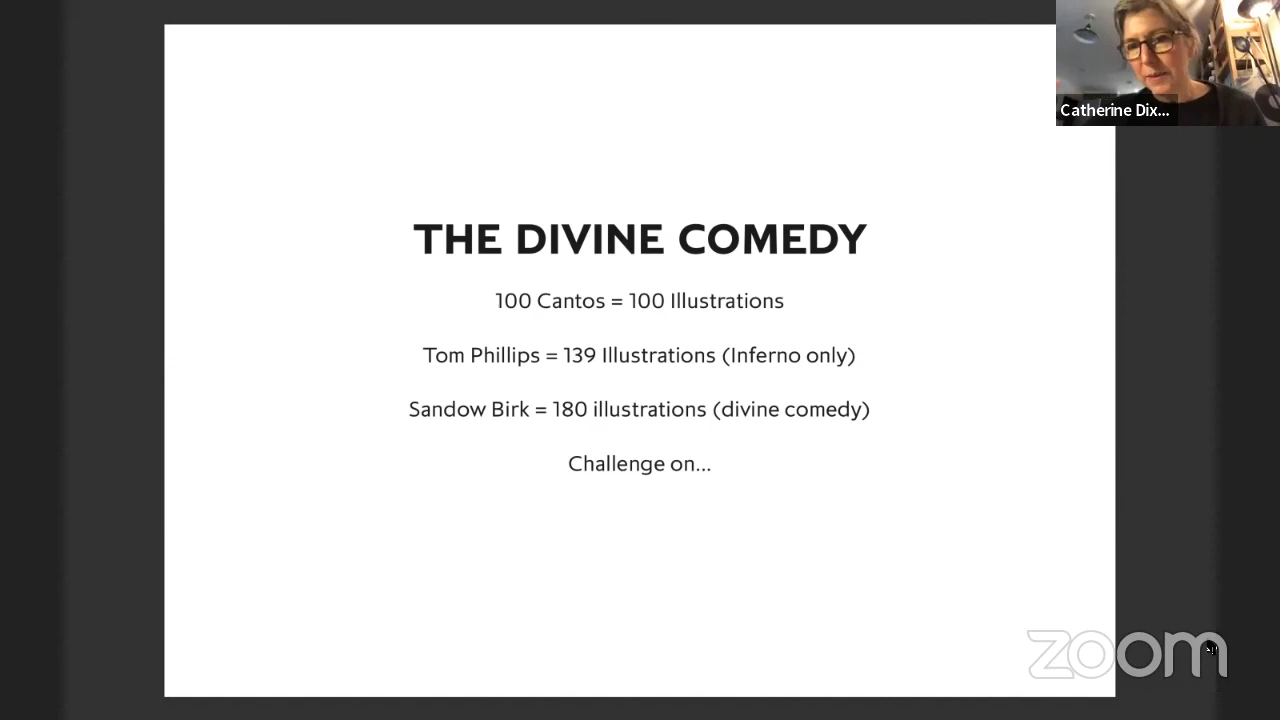 Catherine Dix...
THE DIVINE COMEDY
100 Cantos = 100 Illustrations
Tom Phillips = 139 Illustrations (Inferno only)
Sandow Birk = 180 illustrations (divine comedy)
Challenge on...
zoom